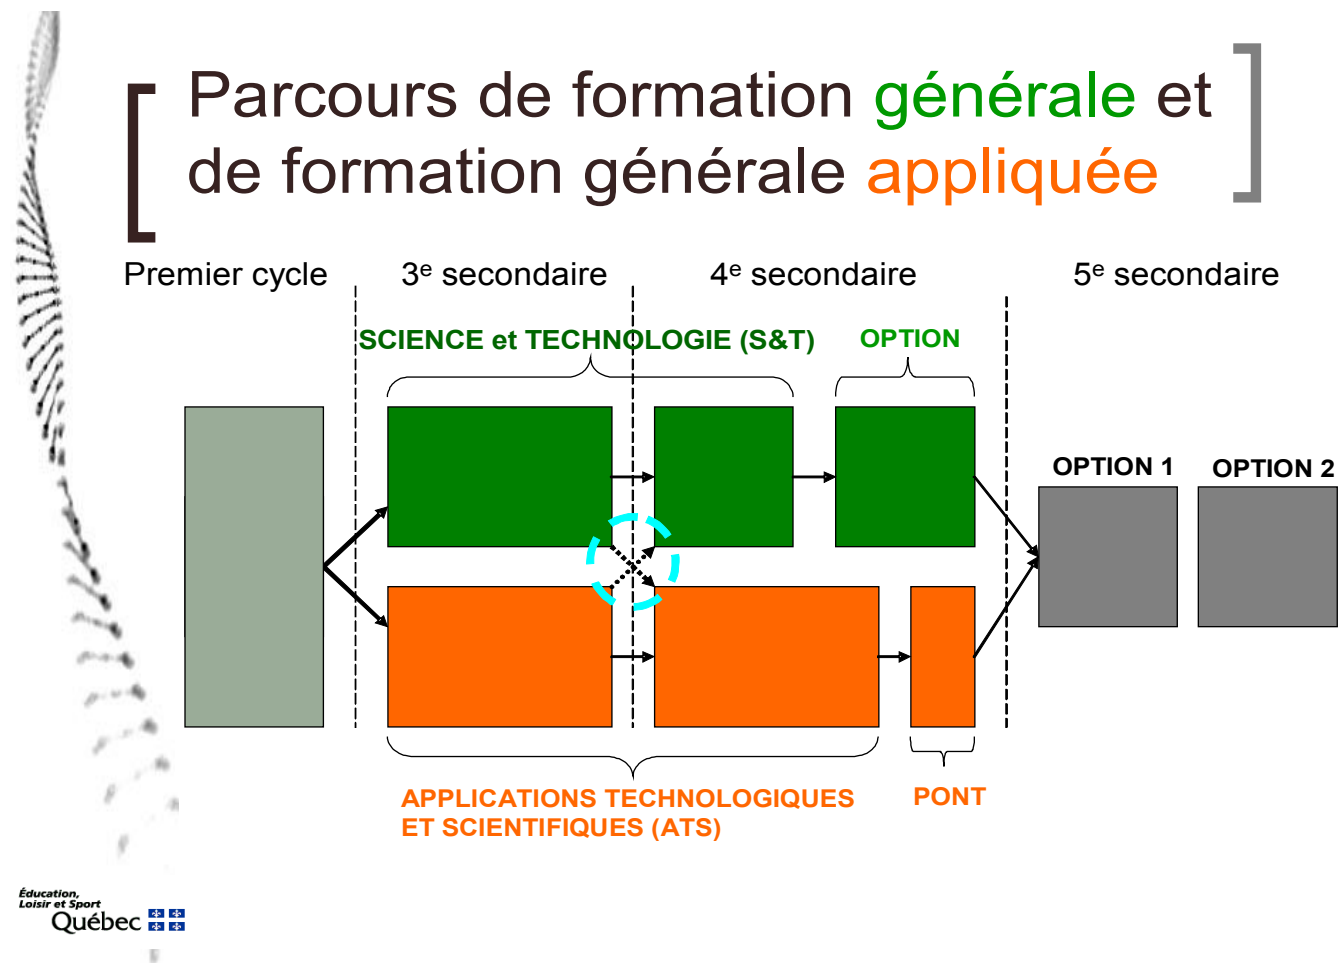 Parcours de formation générale et
de formation générale appliquée
Premier cycle
3e secondaire
4e secondaire
5e secondaire
SCIENCE et TECHNOLOGIE (S&T)
OPTION
OPTION 1
OPTION 2
APPLICATIONS TECHNOLOGIQUES
ET SCIENTIFIQUES (ATS)
PONT
Éducation,
Loisir et Sport
Québec